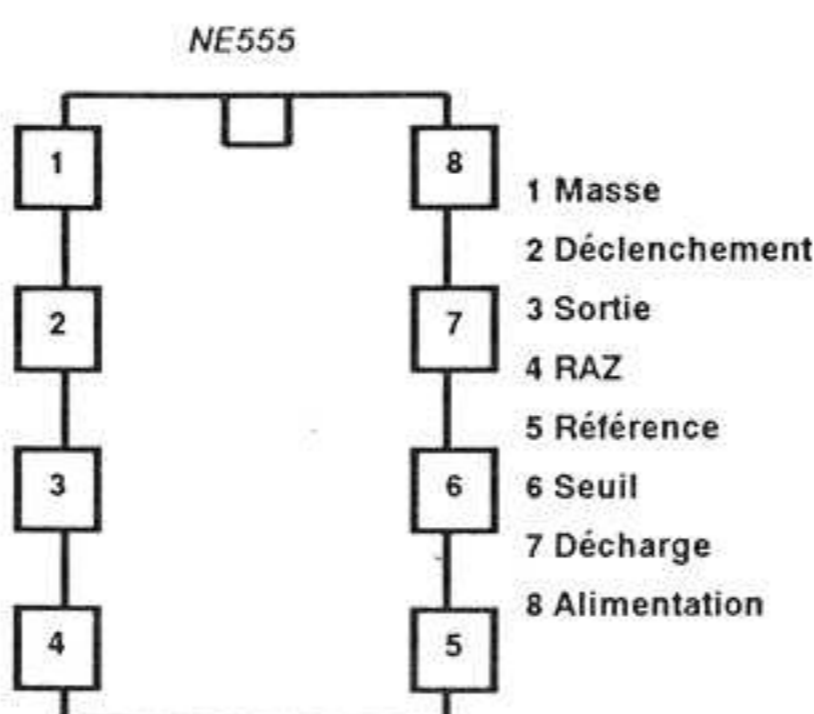 NE555
1
8
2
7
3
6
4
5
1 Masse
2 Déclenchement
3 Sortie
4 RAZ
5 Référence
6 Seuil
7 Décharge
8 Alimentation